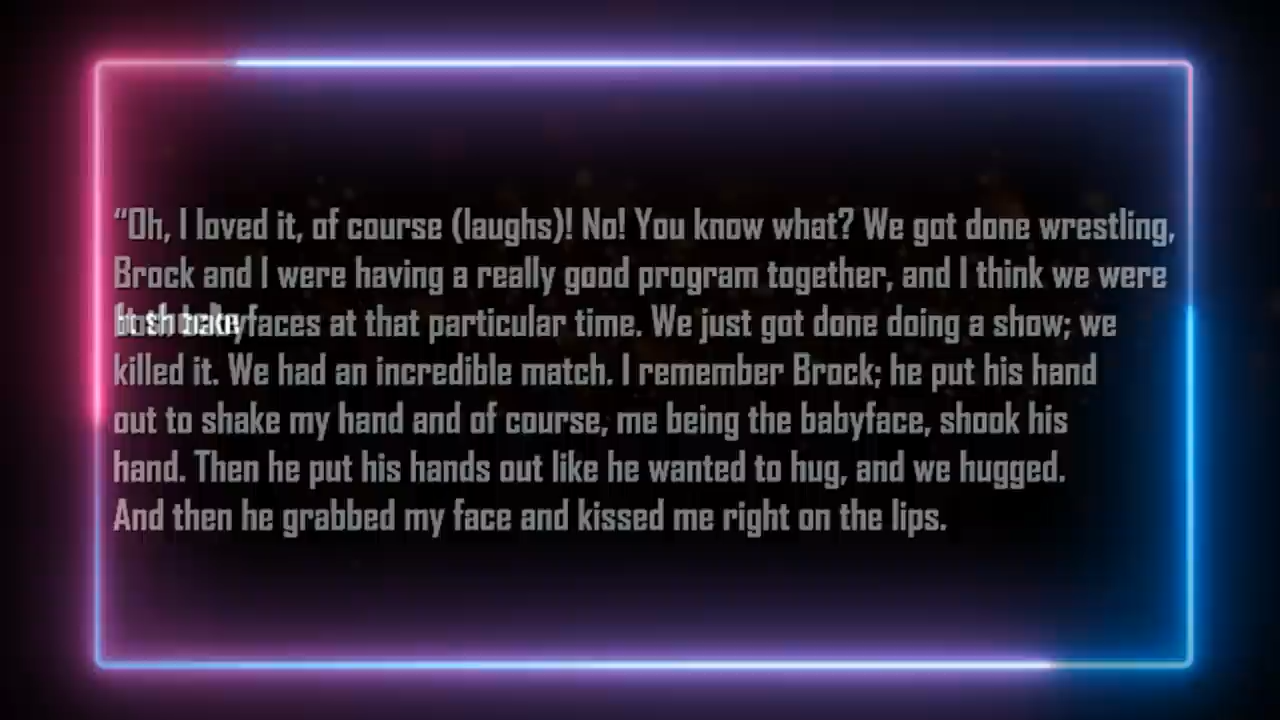 “Oh, I loved it, of course (laughs)! No! You know what? We got done wrestling,
Brock and I were having a really good program together, and I think we were
both babyfaces at that particular time. We just got done doing a show; we
killed it. We had an incredible match. I remember Brock; he put his hand
out to shake my hand and of course, me being the babyface, shook his
hand. Then he put his hands out like he wanted to hug, and we hugged.
And then he grabbed my face and kissed me right on the lips.